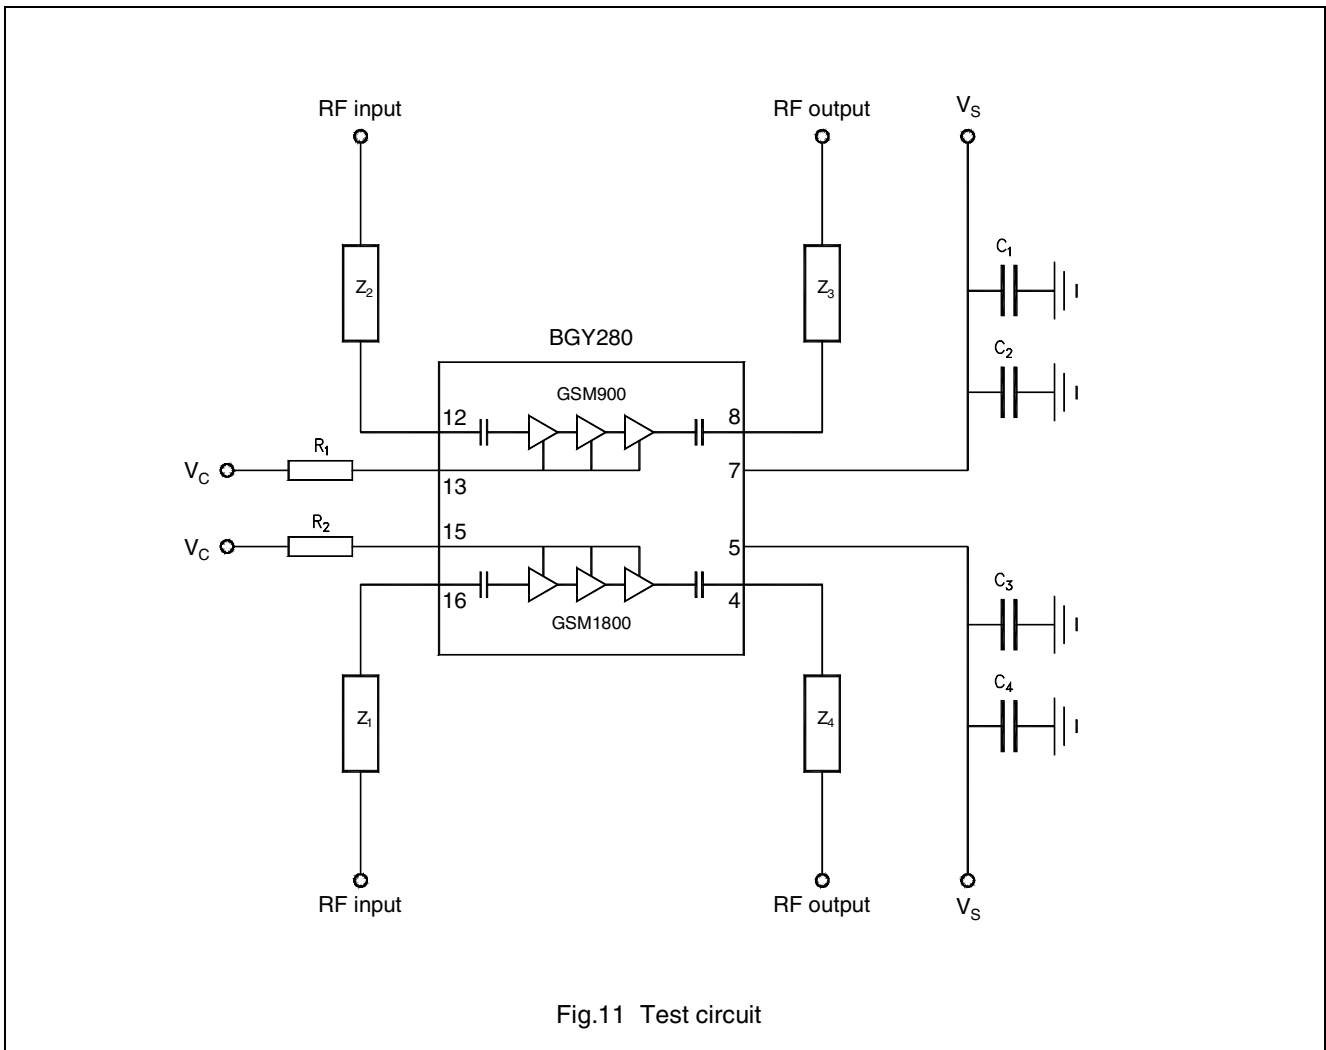 RF input
RF output
VS
C1
Z2
Z3
BGY280
C2
GSM900
12
8
R1
VC
7
13
R2
15
VC
5
C3
16
4
GSM1800
C4
Z1
Z4
RF input
RF output
VS
Fig.11 Test circuit